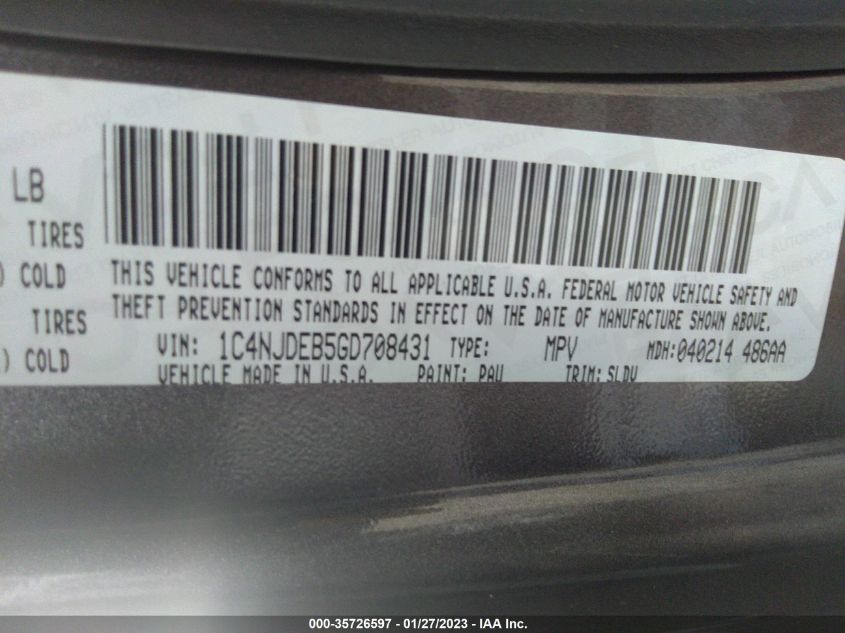 LB
TIRES
) COLD
TIRES
) COLD
THIS VEHICLE CONFORMS TO ALL APPLICABLE U.S.A. FEDERAL MOTOR VEHICLE SAFETY AND
THEFT PREVENTION STANDARDS IN EFFECT ON THE DATE OF MANUFACTURE SHOWN ABOVE.
VIN: 1C4NJDEB5GD708431 TYPE: MPV MDH:040214 486AA
VEHICLE MADE IN U.S.A. PAINT: PAU TRIM: SLDV
000-35726597 - 01/27/2023 - IAA Inc.